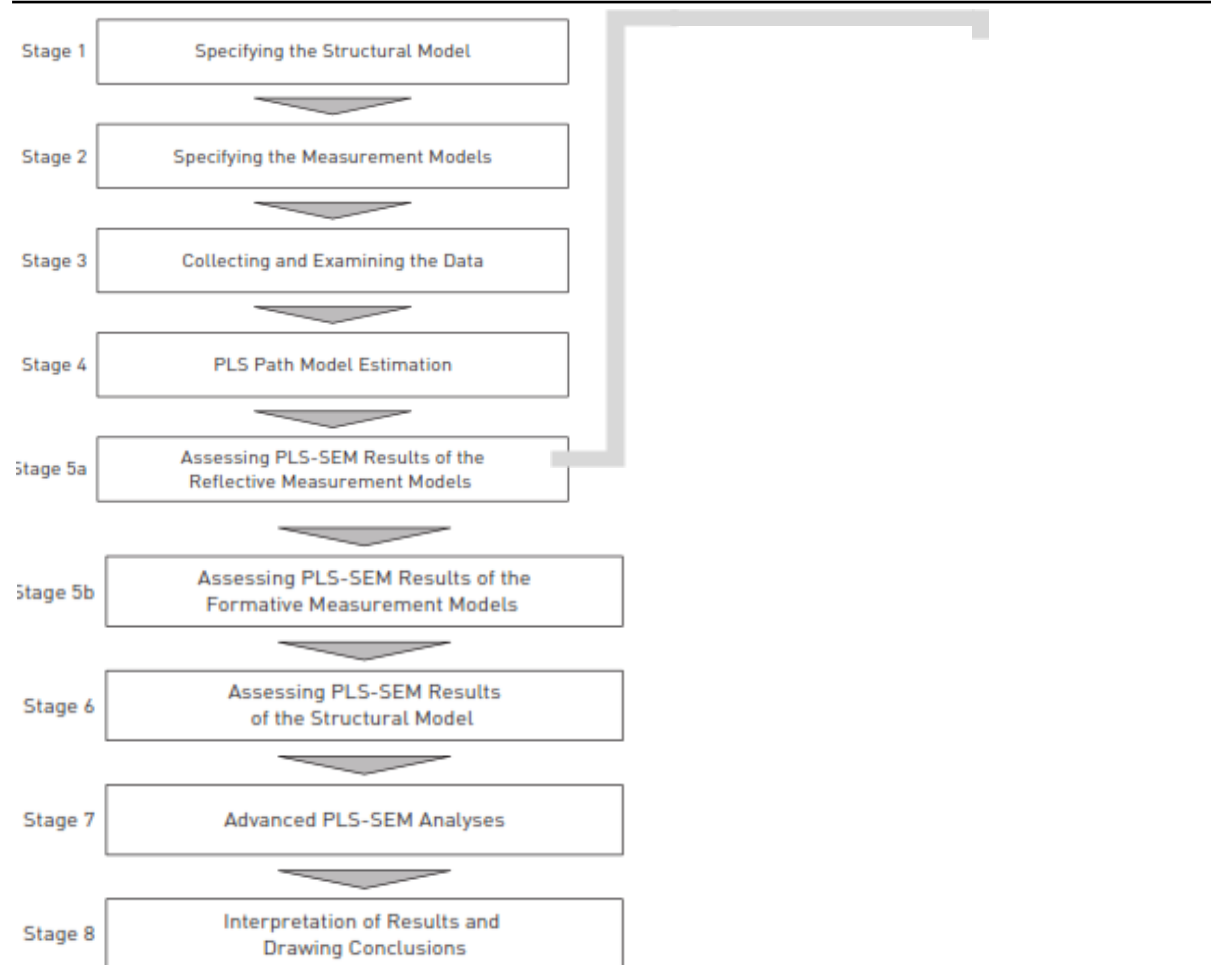 Stage 1
Specifying the Structural Model
Stage 2
Specifying the Measurement Models
Stage 3
Collecting and Examining the Data
Stage 4
PLS Path Model Estimation
Stage 5a
Assessing PLS-SEM Results of the
Reflective Measurement Models
Stage 5b
Assessing PLS-SEM Results of the
Formative Measurement Models
Stage 6
Assessing PLS-SEM Results
of the Structural Model
Stage 7
Advanced PLS-SEM Analyses
Stage 8
Interpretation of Results and
Drawing Conclusions